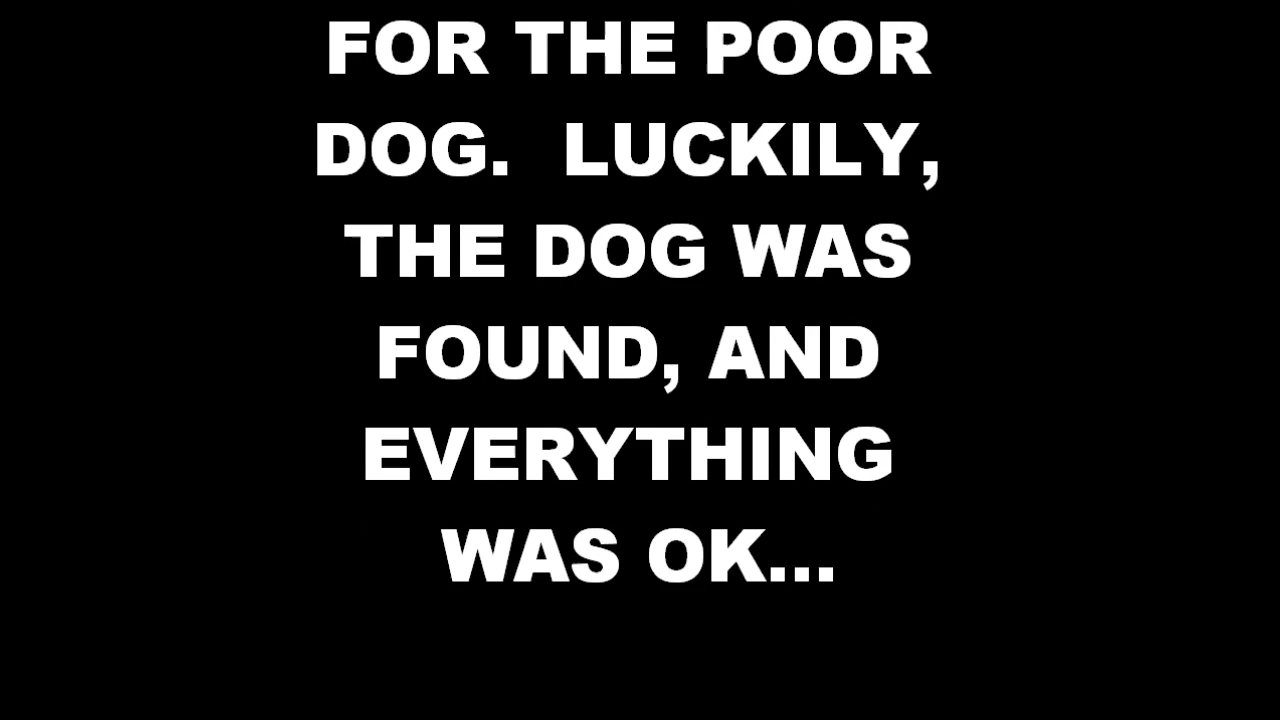 FOR THE POOR
DOG.  LUCKILY,
THE DOG WAS
FOUND, AND
EVERYTHING
WAS OK...